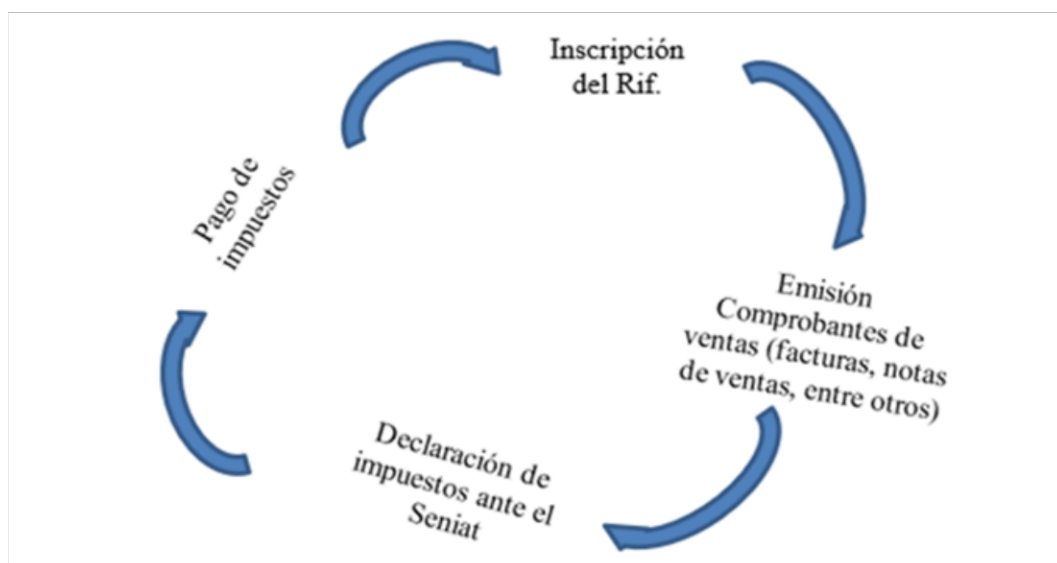 Inscripción
del Rif.
Emisión
Comprobantes de
ventas (facturas, notas
de ventas, entre otros)
Declaración de
impuestos ante el
Seniat
Pago de
impuestos